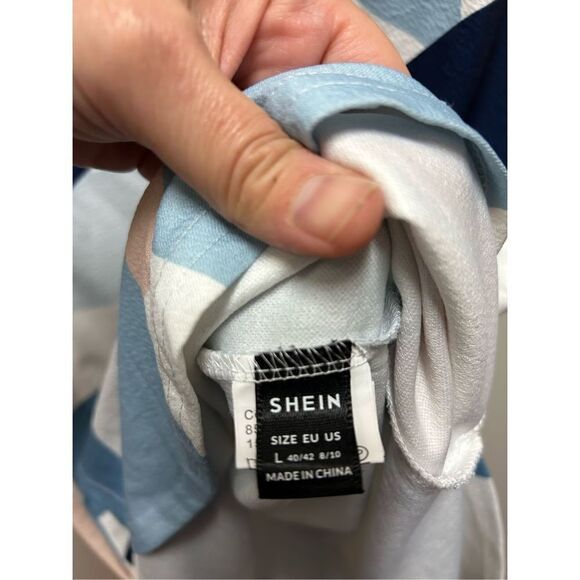 SHEIN
SIZE EU US
L 40/42 8/10
MADE IN CHINA